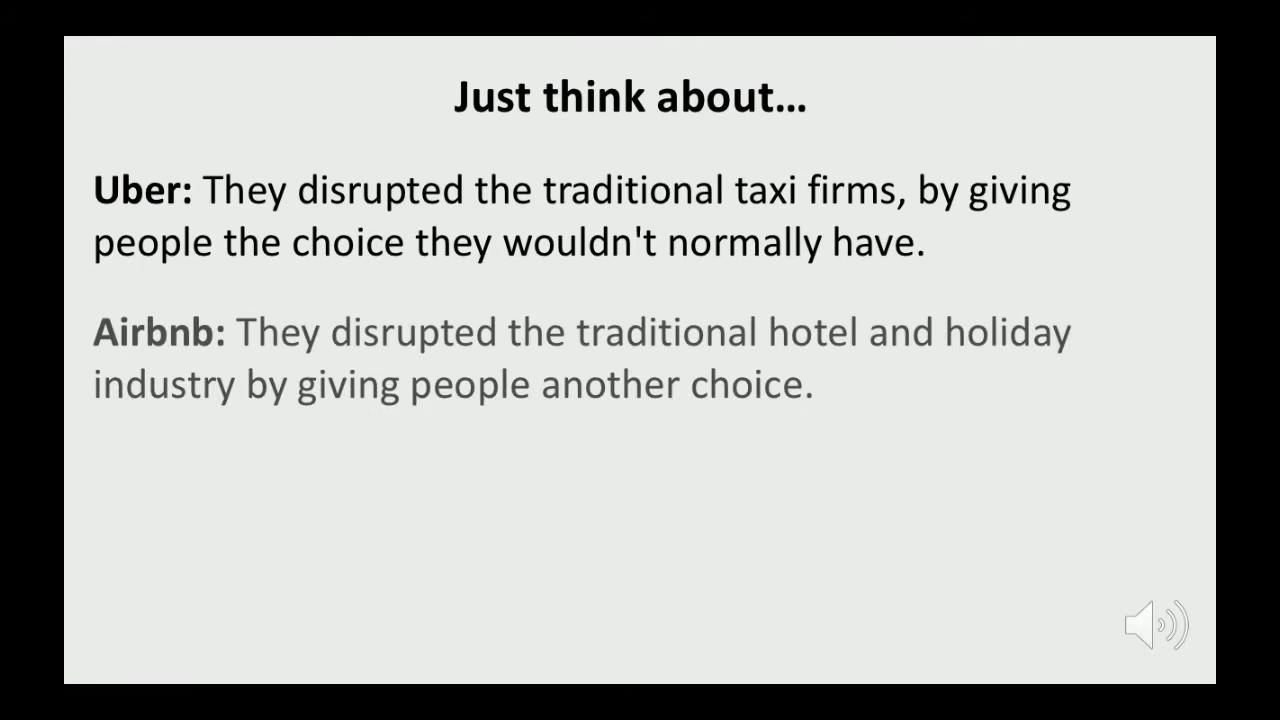 Just think about...
Uber: They disrupted the traditional taxi firms, by giving
people the choice they wouldn't normally have.
Airbnb: They disrupted the traditional hotel and holiday
industry by giving people another choice.